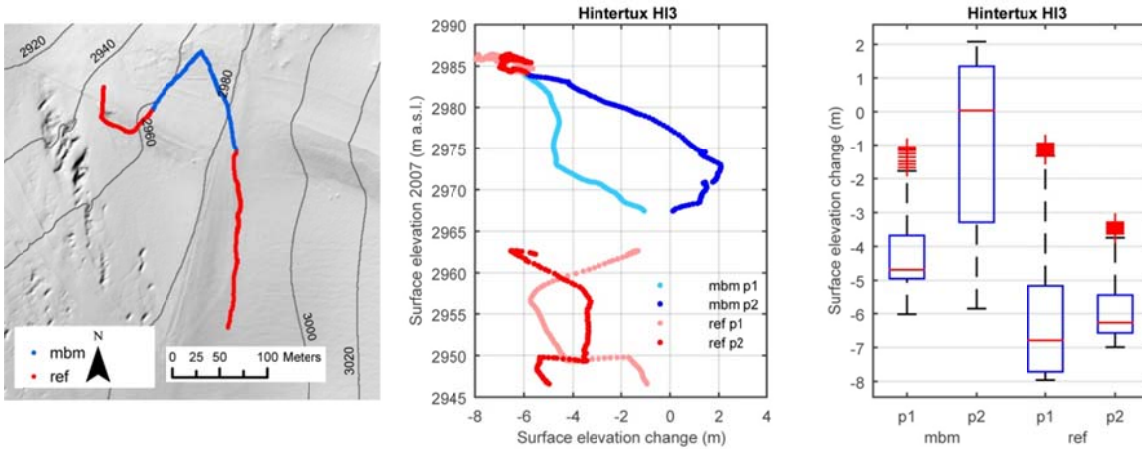 2920
2940
2960
2980
3000
3020
mbm
ref
N
0 25 50 100 Meters
Hintertux HI3
Surface elevation 2007 (m a.s.l.)
2990
2985
2980
2975
2970
2965
2960
2955
2950
2945
mbm p1
mbm p2
ref p1
ref p2
-8 -6 -4 -2 0 2 4
Surface elevation change (m)
Hintertux HI3
Surface elevation change (m)
2
1
0
-1
-2
-3
-4
-5
-6
-7
-8
p1 p2 p1 p2
mbm ref